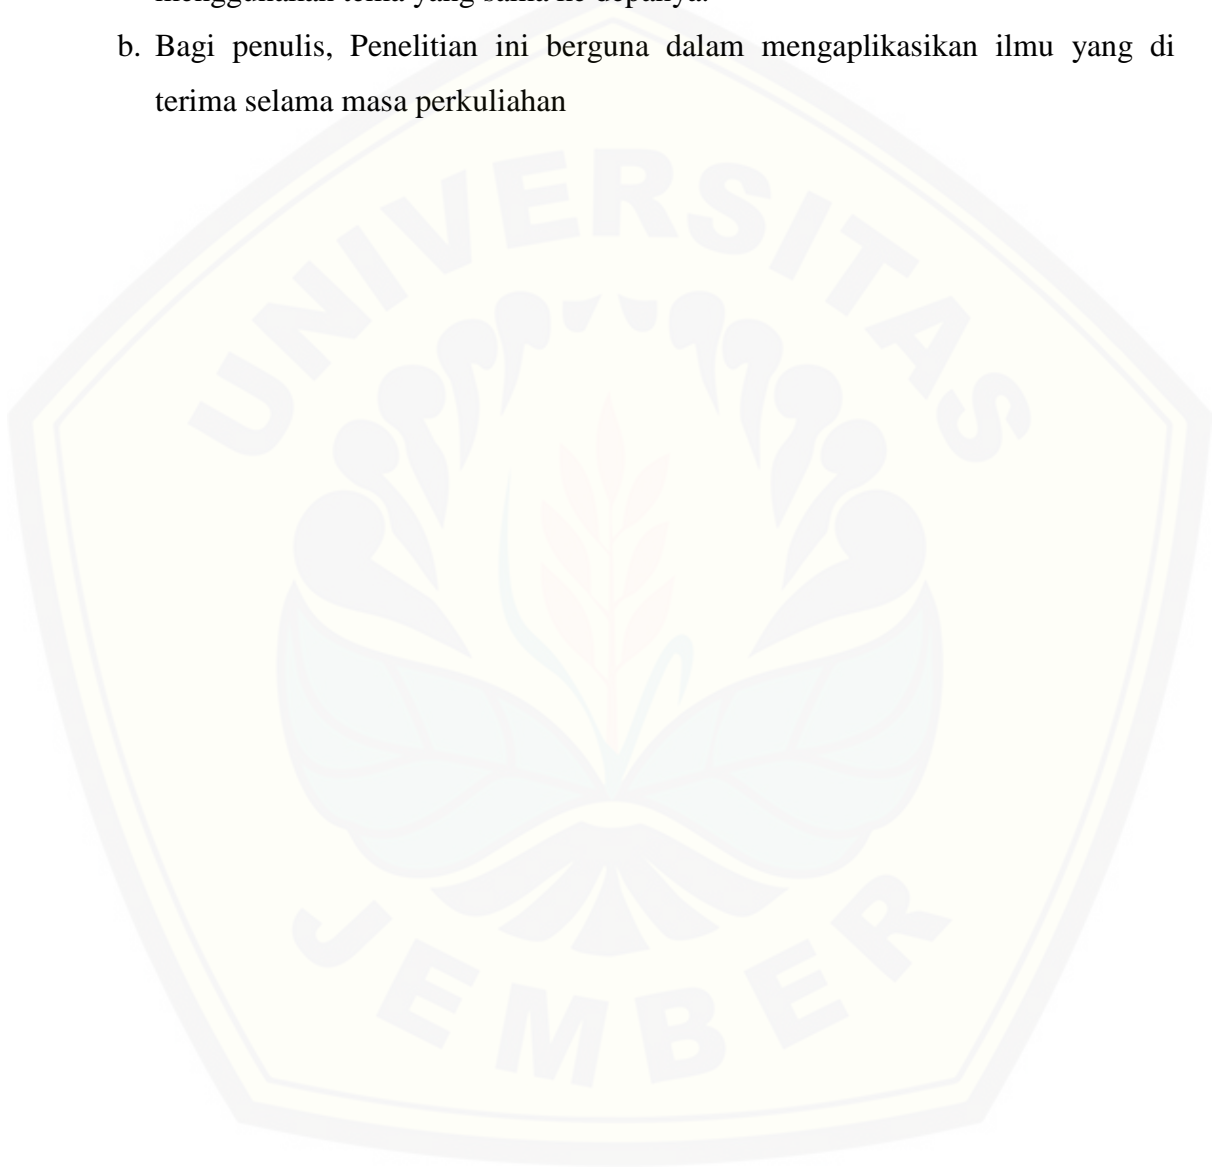 menggunakan tema yang sama ke depanya.
b. Bagi penulis, Penelitian ini berguna dalam mengaplikasikan ilmu yang di
terima selama masa perkuliahan
UNIVERSITAS
JEMBER